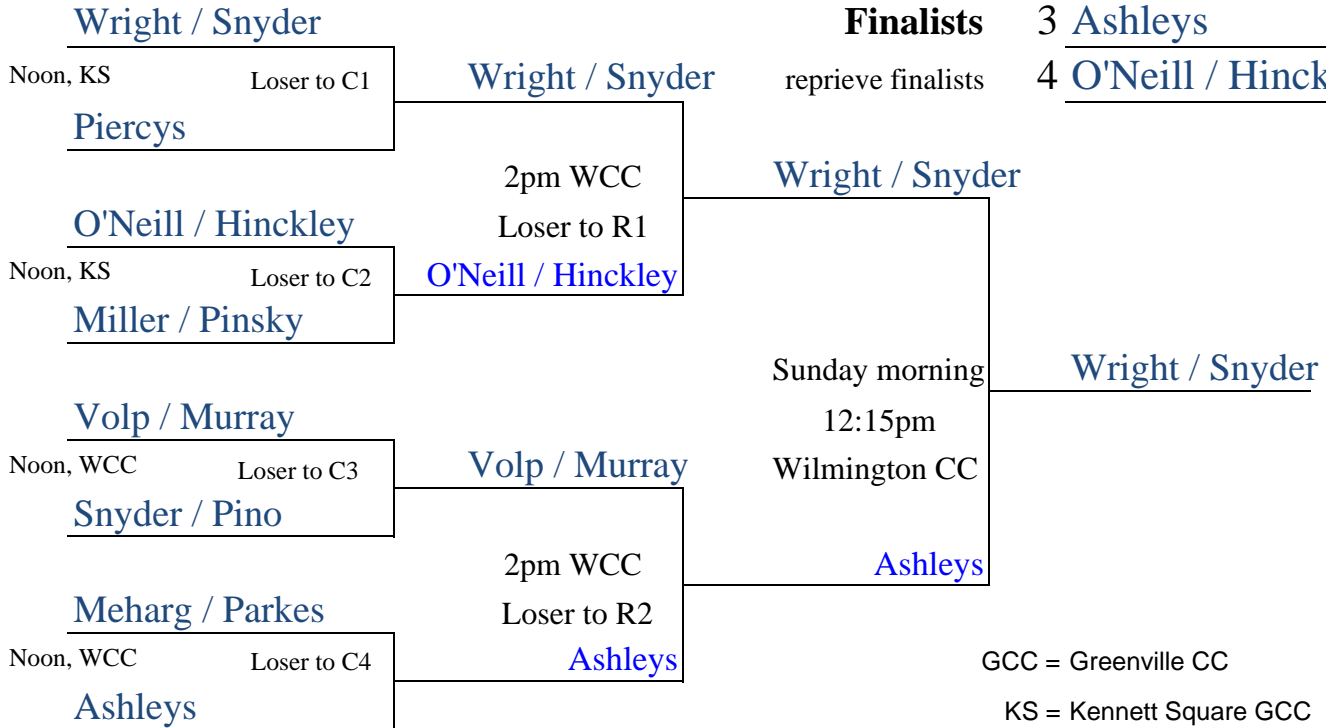 Wright / Snyder
Finalists 3 Ashleys
Noon, KS Loser to C1
Wright / Snyder
reprieve finalists 4 O'Neill / Hinck
Piercys
2pm WCC
Wright / Snyder
O'Neill / Hinckley
Loser to R1
Noon, KS Loser to C2
O'Neill / Hinckley
Miller / Pinsky
Sunday morning
Wright / Snyder
Volp / Murray
12:15pm
Noon, WCC Loser to C3
Volp / Murray
Wilmington CC
Snyder / Pino
2pm WCC
Ashleys
Meharg / Parkes
Loser to R2
Noon, WCC Loser to C4
Ashleys
GCC = Greenville CC
Ashleys
KS = Kennett Square GCC